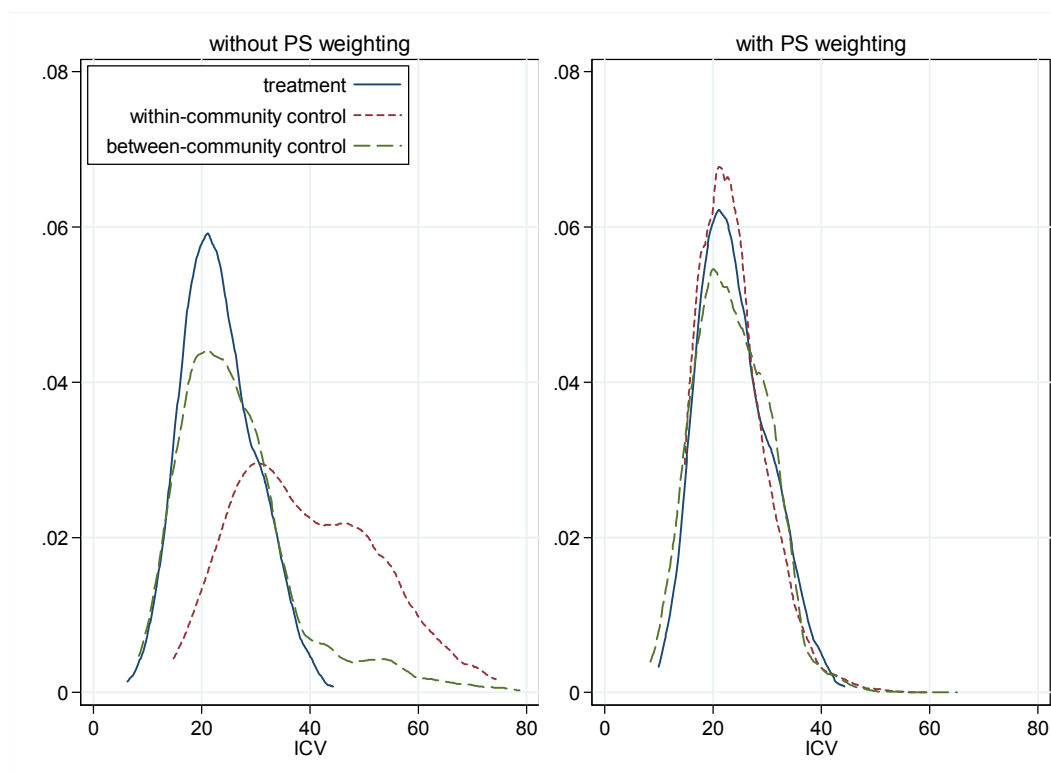 without PS weighting
.08
.06
.04
.02
0
treatment
within-community control
between-community control
0 20 40 60 80
ICV
with PS weighting
.08
.06
.04
.02
0
0 20 40 60 80
ICV